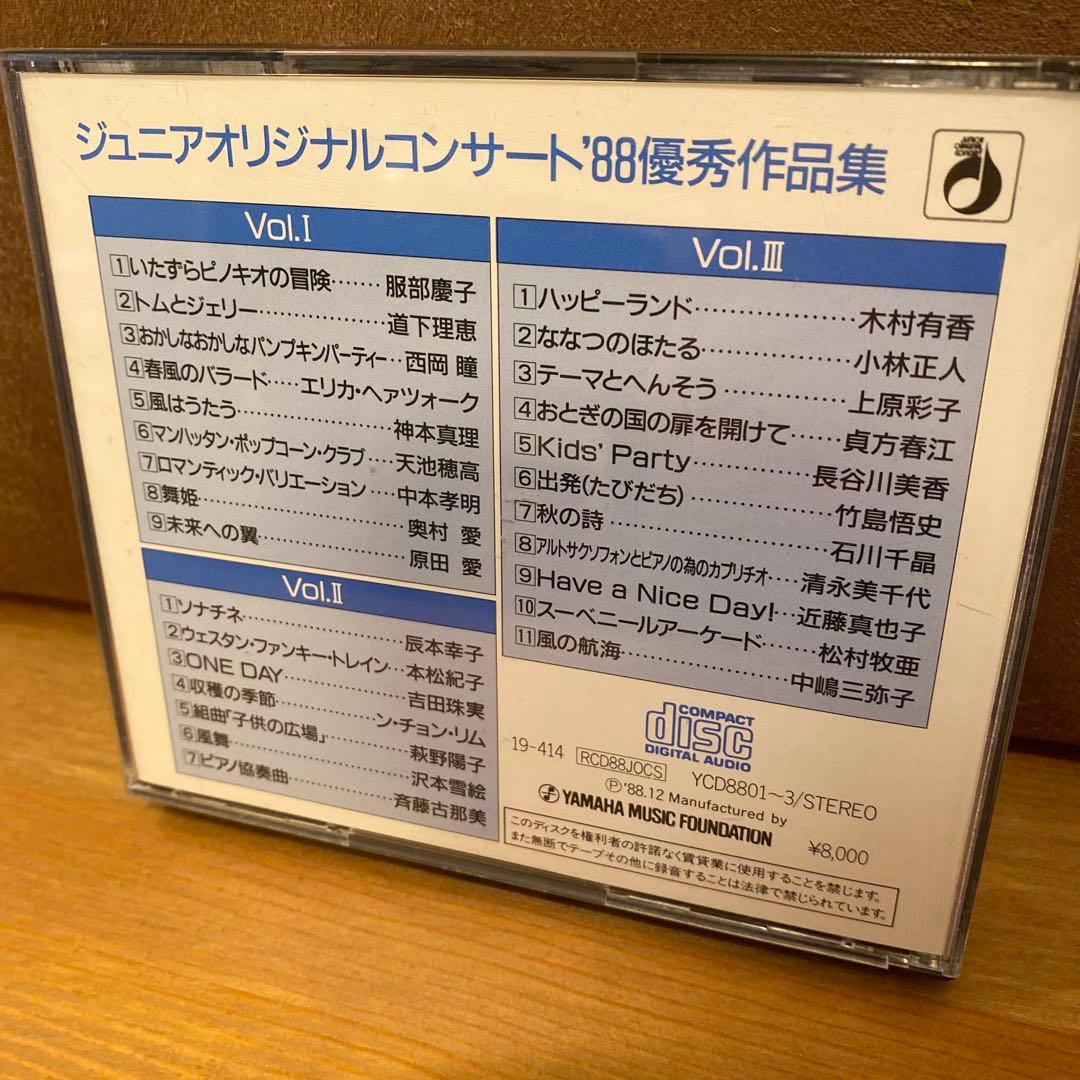 ジュニアオリジナルコンサート'88優秀作品集
JUNIOR ORIGINAL CONCERT
Vol.Ⅰ
1 いたずらピノキオの冒険……服部慶子
2 トムとジェリー……道下理恵
3 おかしなおかしなパンプキンパーティー‥西岡 瞳
4 春風のバラード……エリカ・ヘァツォーク
5 風はうたう……神本真理
6 マンハッタン・ポップコーン・クラブ…天池穂高
7 ロマンティック・バリエーション…中本孝明
8 舞姫……奥村 愛
9 未来への翼……原田 愛
Vol.Ⅱ
1 ソナチネ……辰本幸子
2 ウェスタン・ファンキー・トレイン…本松紀子
3 ONE DAY……吉田珠実
4 収穫の季節……ン・チョン・リム
5 組曲「子供の広場」……萩野陽子
6 風舞……沢本雪絵
7 ピアノ協奏曲……斉藤古那美
Vol.Ⅲ
1 ハッピーランド……木村有香
2 ななつのほたる……小林正人
3 テーマとへんそう……上原彩子
4 おとぎの国の扉を開けて……貞方春江
5 Kids' Party……長谷川美香
6 出発(たびだち)……竹島悟史
7 秋の詩……石川千晶
8 アルトサクソフォンとピアノの為のカプリチオ…清永美千代
9 Have a Nice Day!…近藤真也子
10 スーベニールアーケード……松村牧亜
11 風の航海……中嶋三弥子
COMPACT
disc
DIGITAL AUDIO
19-414 RCD88JOCS YCD8801～3/STEREO
Ⓟ'88.12 Manufactured by
YAMAHA MUSIC FOUNDATION
¥8,000
このディスクを権利者の許諾なく賃貸業に使用することを禁じます。
また無断でテープその他に録音することは法律で禁じられています。